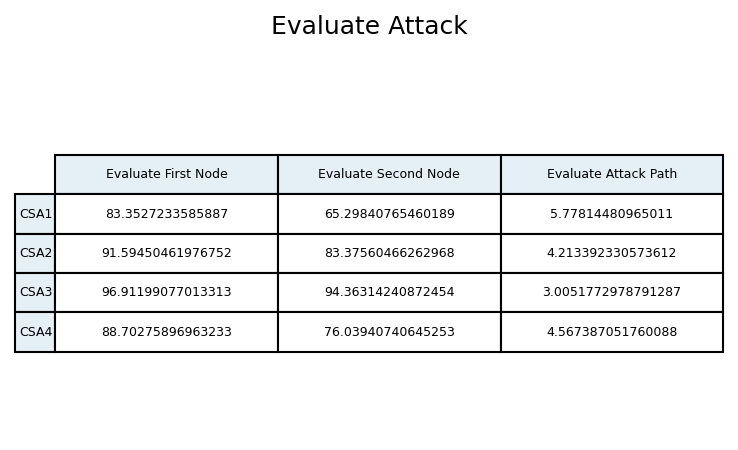 Evaluate Attack
Evaluate First Node Evaluate Second Node Evaluate Attack Path
CSA1 83.3527233585887 65.29840765460189 5.77814480965011
CSA2 91.59450461976752 83.37560466262968 4.213392330573612
CSA3 96.91199077013313 94.36314240872454 3.0051772978791287
CSA4 88.70275896963233 76.03940740645253 4.567387051760088